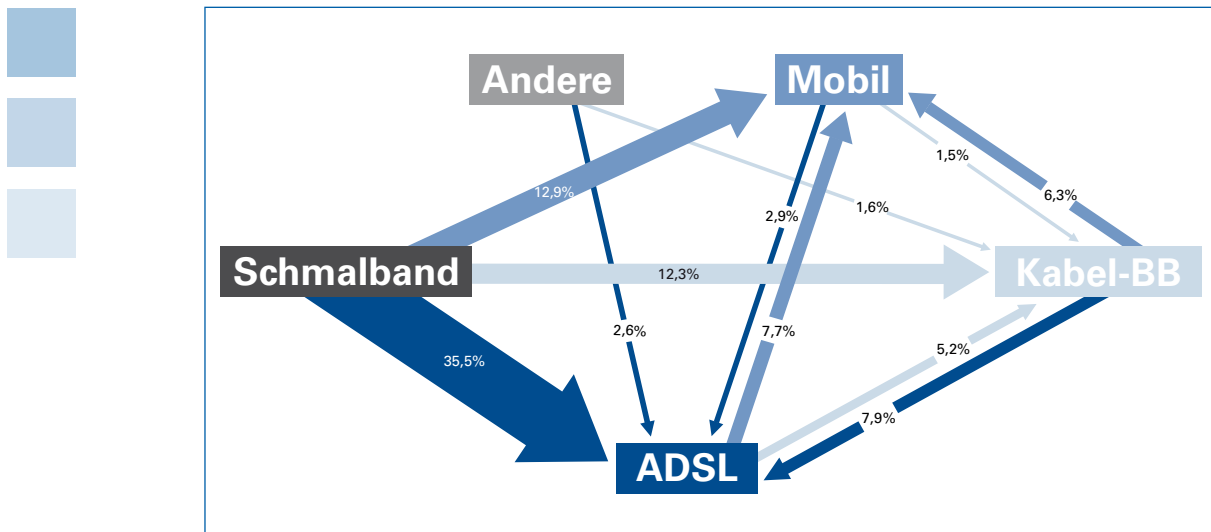 Andere
Mobil
1,5%
12,9%
6,3%
1,6%
2,9%
Schmalband
12,3%
Kabel-BB
2,6%
7,7%
5,2%
35,5%
7,9%
ADSL